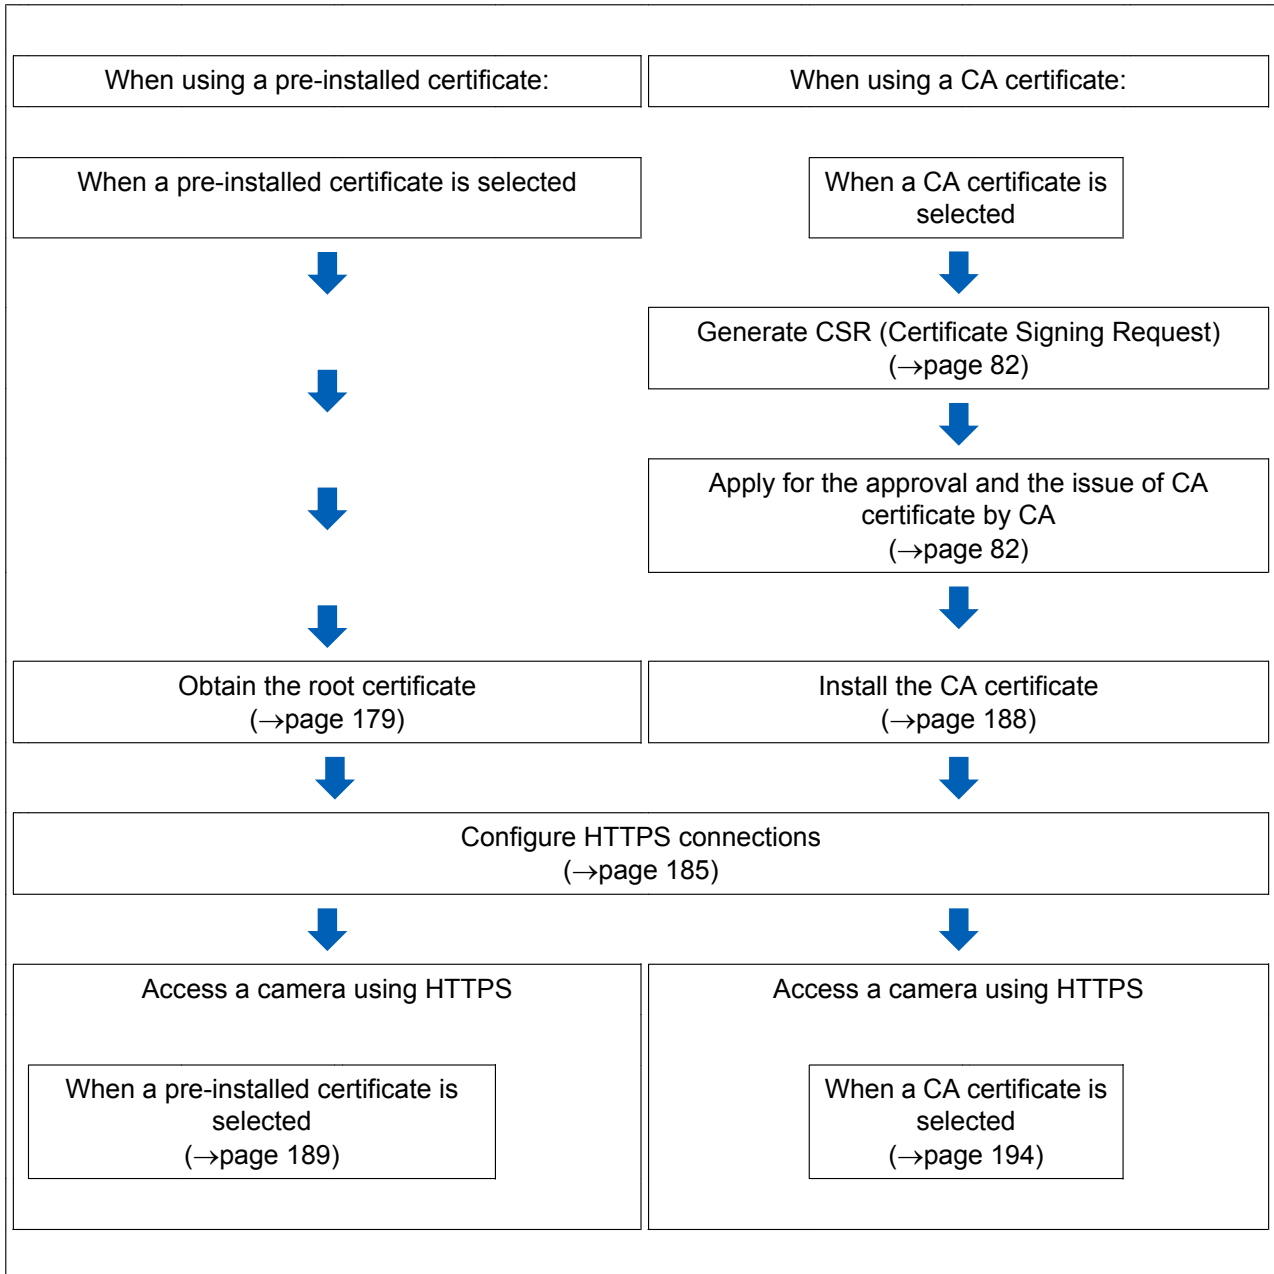 When using a pre-installed certificate:
When using a CA certificate:
When a pre-installed certificate is selected
When a CA certificate is
selected
Generate CSR (Certificate Signing Request)
(→page 82)
Apply for the approval and the issue of CA
certificate by CA
(→page 82)
Obtain the root certificate
(→page 179)
Install the CA certificate
(→page 188)
Configure HTTPS connections
(→page 185)
Access a camera using HTTPS
When a pre-installed certificate is
selected
(→page 189)
Access a camera using HTTPS
When a CA certificate is
selected
(→page 194)